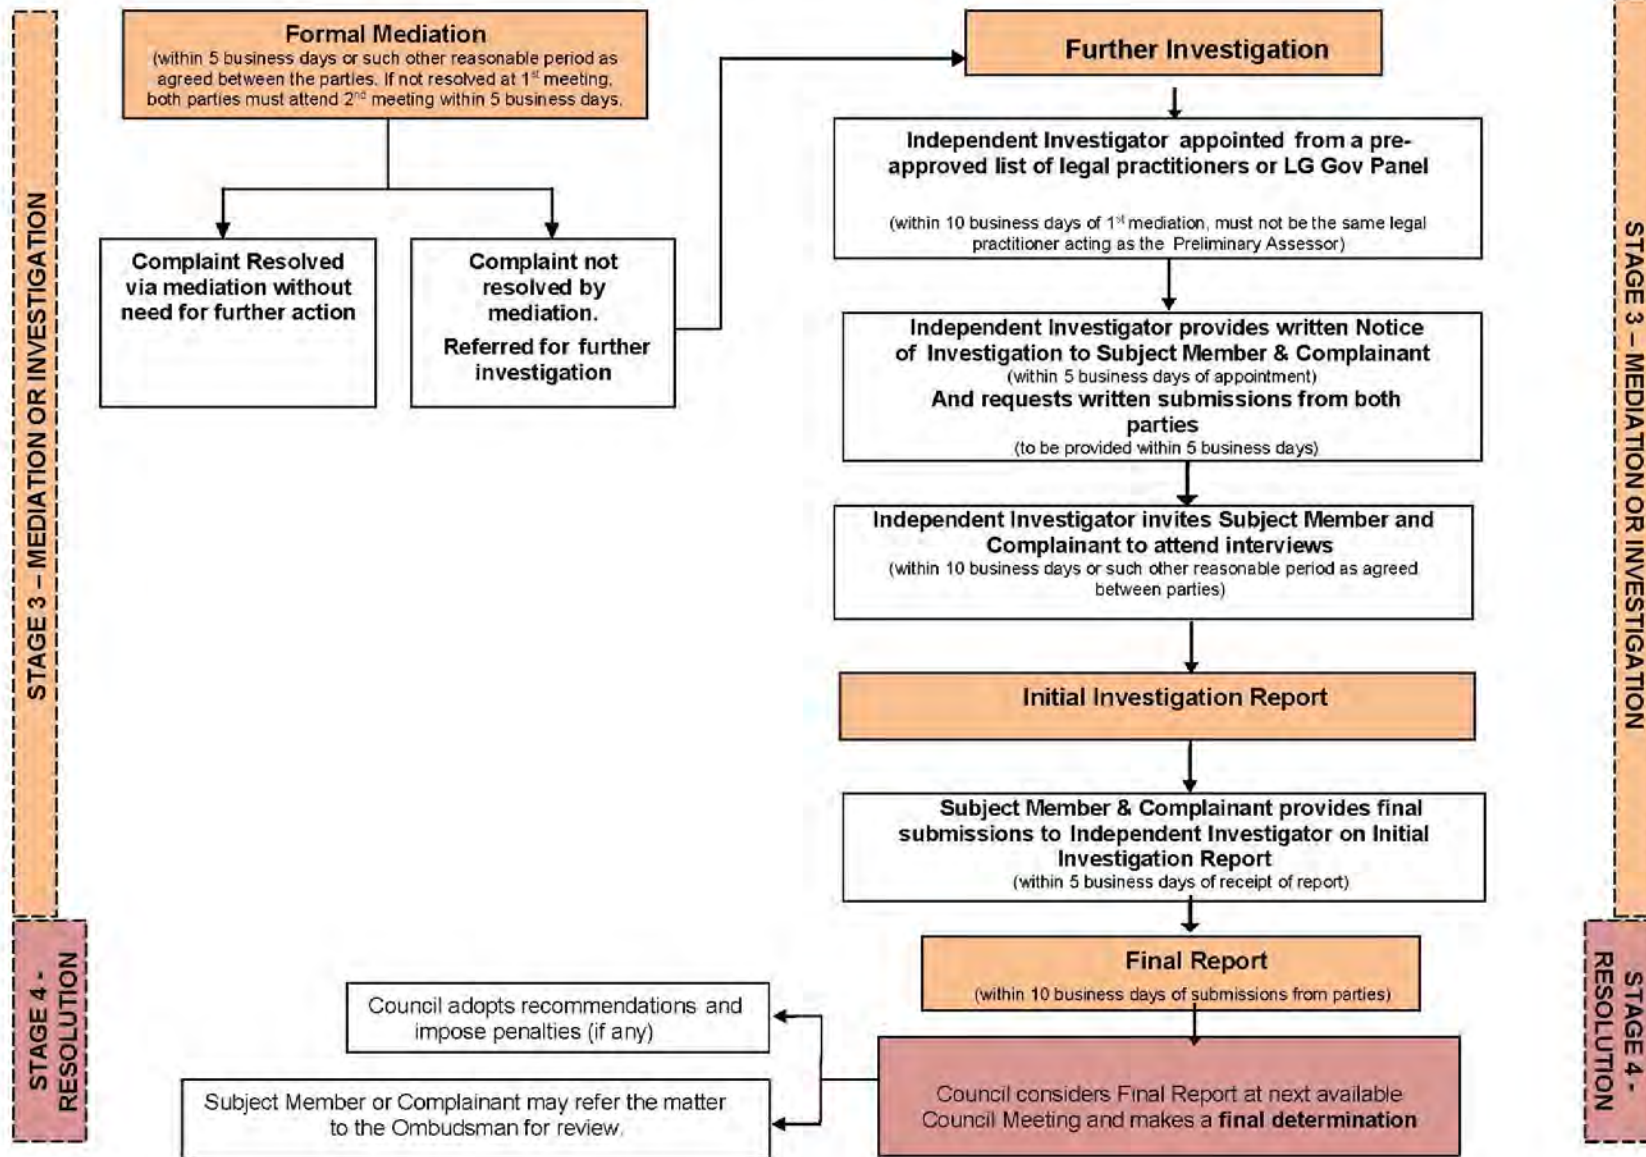 STAGE 3 – MEDIATION OR INVESTIGATION
Formal Mediation
(within 5 business days or such other reasonable period as
agreed between the parties. If not resolved at 1st meeting,
both parties must attend 2nd meeting within 5 business days.
Complaint Resolved
via mediation without
need for further action
Complaint not
resolved by
mediation.
Referred for further
investigation
Further Investigation
Independent Investigator appointed from a pre-
approved list of legal practitioners or LG Gov Panel
(within 10 business days of 1st mediation, must not be the same legal
practitioner acting as the Preliminary Assessor)
Independent Investigator provides written Notice
of Investigation to Subject Member & Complainant
(within 5 business days of appointment)
And requests written submissions from both
parties
(to be provided within 5 business days)
Independent Investigator invites Subject Member and
Complainant to attend interviews
(within 10 business days or such other reasonable period as agreed
between parties)
Initial Investigation Report
Subject Member & Complainant provides final
submissions to Independent Investigator on Initial
Investigation Report
(within 5 business days of receipt of report)
STAGE 3 – MEDIATION OR INVESTIGATION
STAGE 4 -
RESOLUTION
Final Report
(within 10 business days of submissions from parties)
Council considers Final Report at next available
Council Meeting and makes a final determination
Council adopts recommendations and
impose penalties (if any)
Subject Member or Complainant may refer the matter
to the Ombudsman for review.
STAGE 4 -
RESOLUTION